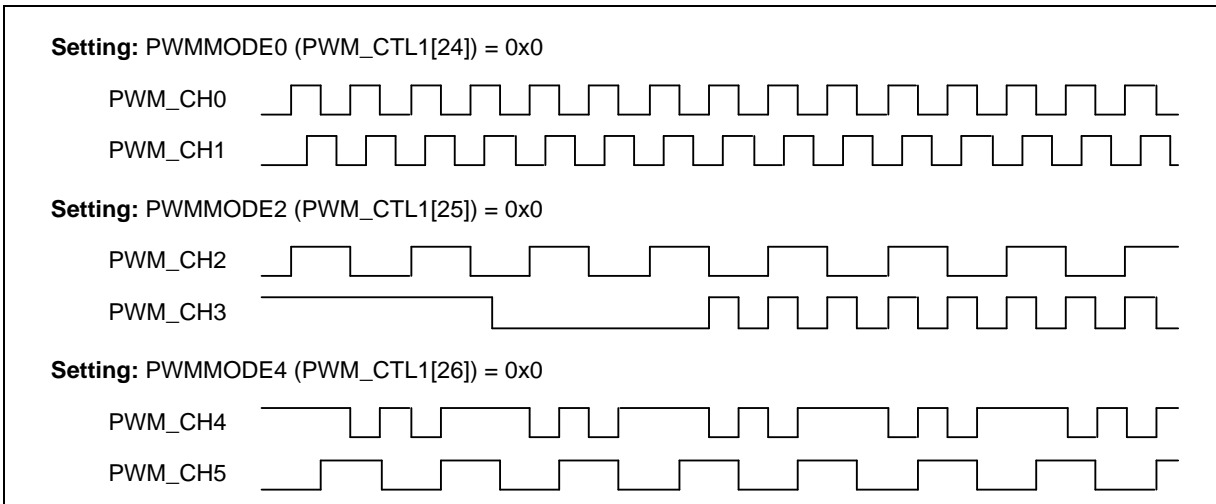 Setting: PWMMODE0 (PWM_CTL1[24]) = 0x0
PWM_CH0
PWM_CH1
Setting: PWMMODE2 (PWM_CTL1[25]) = 0x0
PWM_CH2
PWM_CH3
Setting: PWMMODE4 (PWM_CTL1[26]) = 0x0
PWM_CH4
PWM_CH5